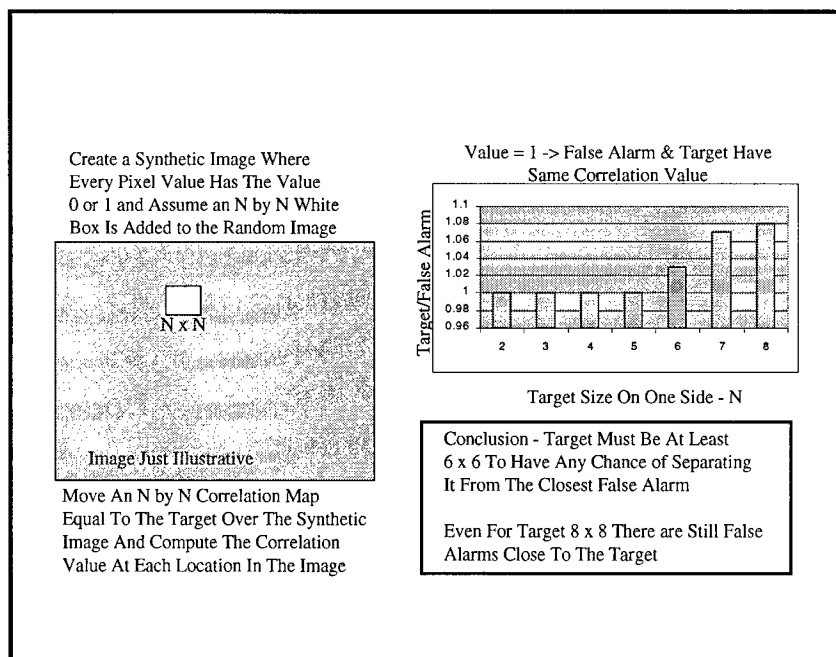 Create a Synthetic Image Where
Every Pixel Value Has The Value
0 or 1 and Assume an N by N White
Box Is Added to the Random Image
N x N
Image Just Illustrative
Move An N by N Correlation Map
Equal To The Target Over The Synthetic
Image And Compute The Correlation
Value At Each Location In The Image
Value = 1 -> False Alarm & Target Have
Same Correlation Value
Target/False Alarm
1.1
1.08
1.06
1.04
1.02
1
0.98
0.96
2 3 4 5 6 7 8
Target Size On One Side - N
Conclusion - Target Must Be At Least
6 x 6 To Have Any Chance of Separating
It From The Closest False Alarm
Even For Target 8 x 8 There are Still False
Alarms Close To The Target